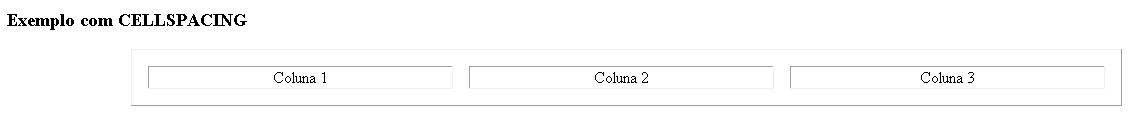 Exemplo com CELLSPACING
Coluna 1 Coluna 2 Coluna 3